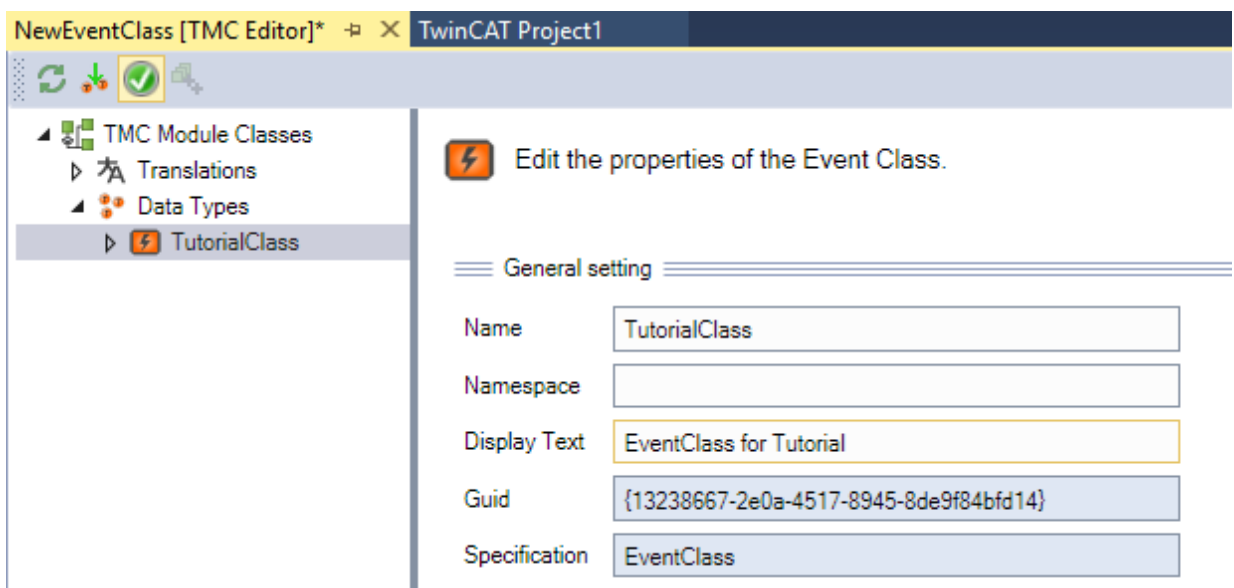 NewEventClass [TMC Editor]* TwinCAT Project1
TMC Module Classes
Translations
Data Types
TutorialClass
Edit the properties of the Event Class.
General setting
Name TutorialClass
Namespace
Display Text EventClass for Tutorial
Guid {13238667-2e0a-4517-8945-8de9f84bfd14}
Specification EventClass